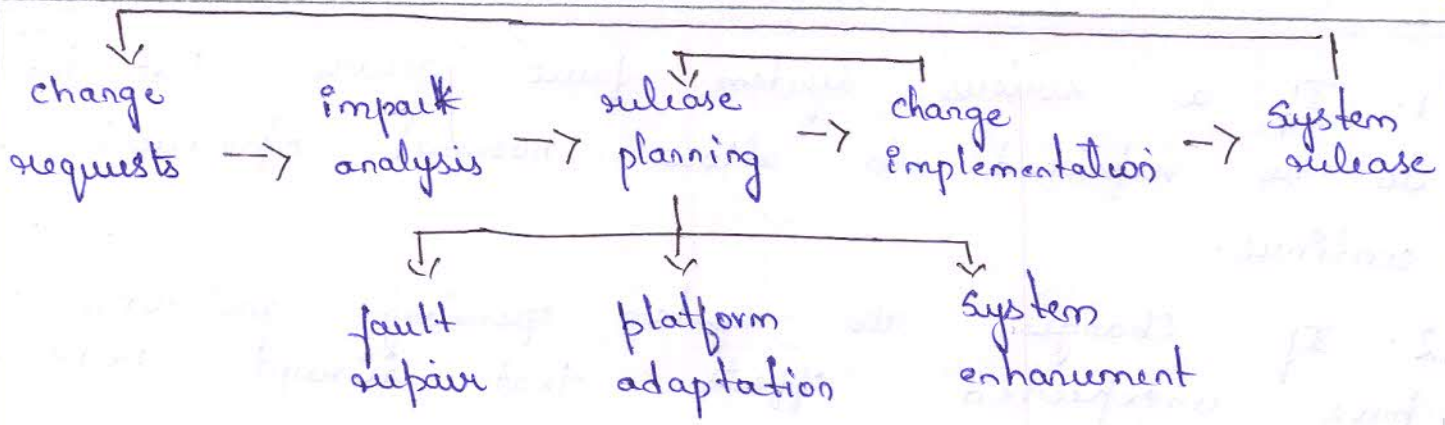 change impact release change system
requests -> analysis -> planning -> implementation -> release
fault platform system
repair adaptation enhancement